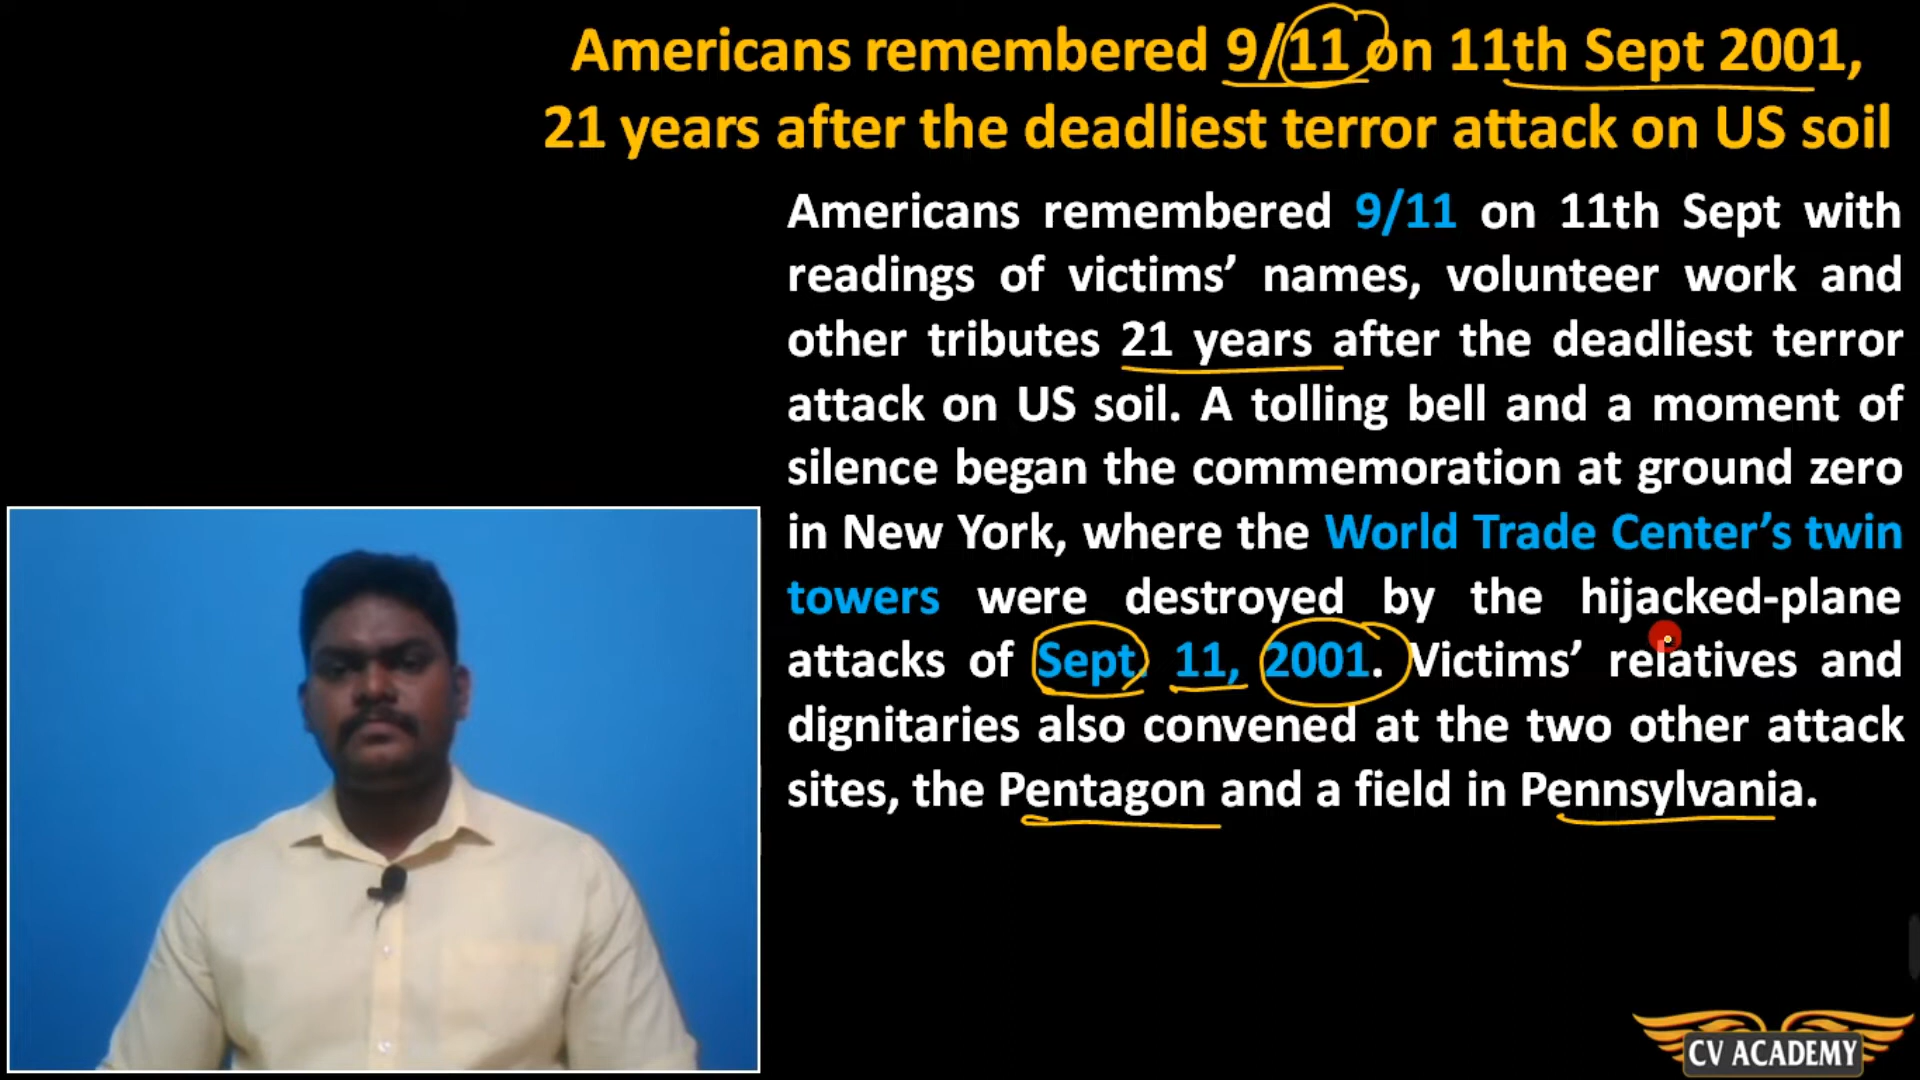 Americans remembered 9/11 on 11th Sept 2001,
21 years after the deadliest terror attack on US soil
Americans remembered 9/11 on 11th Sept with
readings of victims’ names, volunteer work and
other tributes 21 years after the deadliest terror
attack on US soil. A tolling bell and a moment of
silence began the commemoration at ground zero
in New York, where the World Trade Center’s twin
towers were destroyed by the hijacked-plane
attacks of Sept. 11, 2001. Victims’ relatives and
dignitaries also convened at the two other attack
sites, the Pentagon and a field in Pennsylvania.
CV ACADEMY